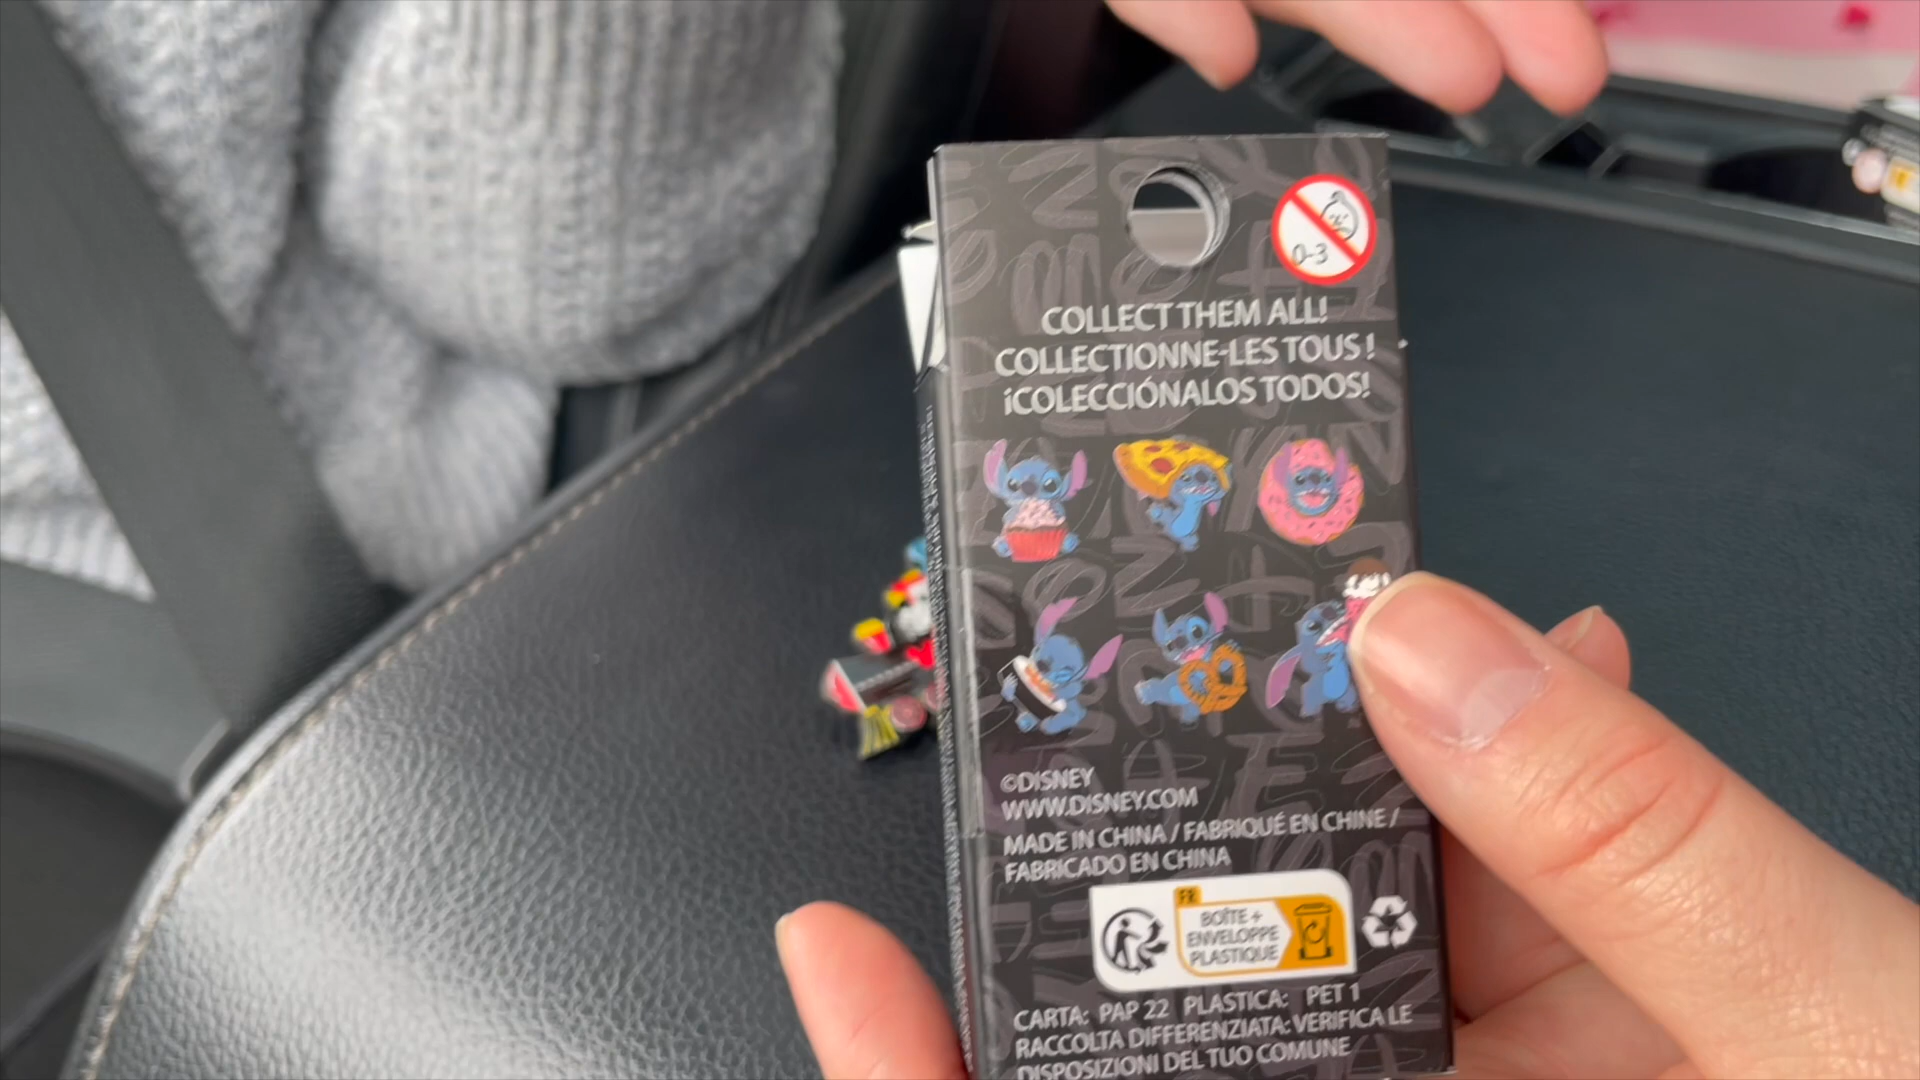 0-3
COLLECT THEM ALL!
COLLECTIONNE-LES TOUS !
¡COLECCIÓNALOS TODOS!
©DISNEY
WWW.DISNEY.COM
MADE IN CHINA / FABRIQUÉ EN CHINE /
FABRICADO EN CHINA
FR
BOÎTE +
ENVELOPPE
PLASTIQUE
CARTA: PAP 22 PLASTICA: PET 1
RACCOLTA DIFFERENZIATA: VERIFICA LE
DISPOSIZIONI DEL TUO COMUNE